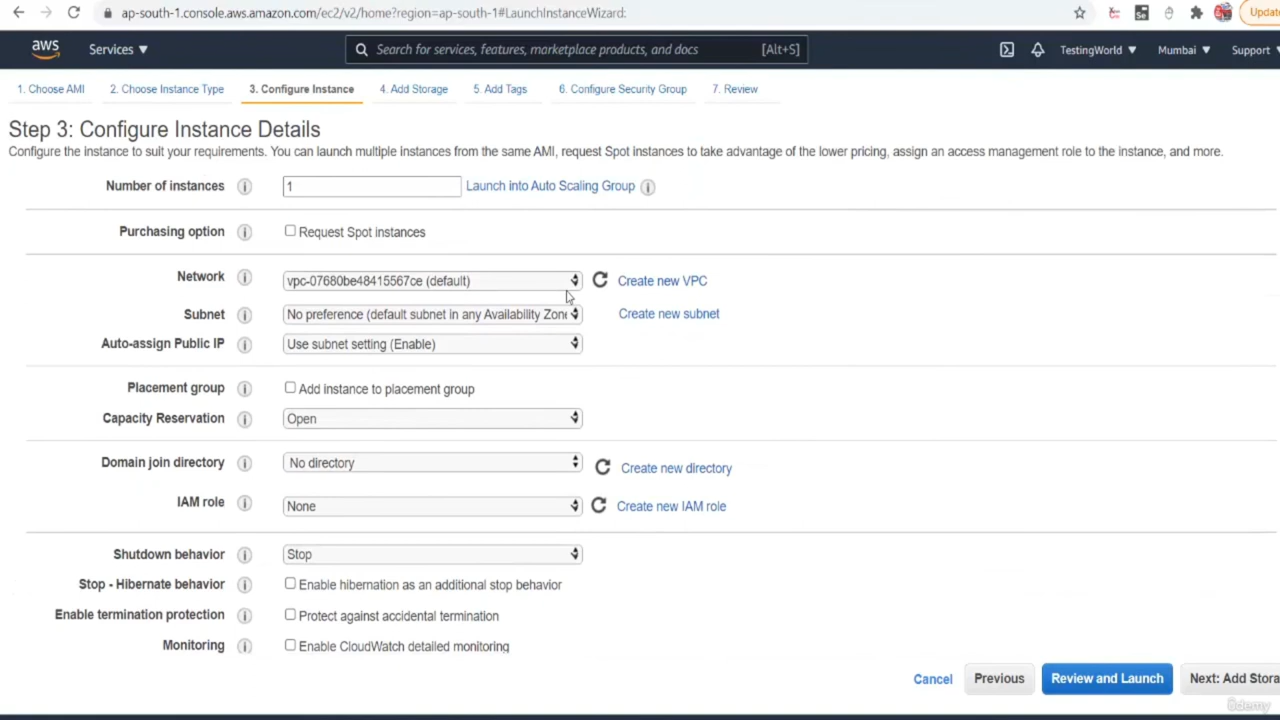 ap-south-1.console.aws.amazon.com/ec2/v2/home?region=ap-south-1#LaunchInstanceWizard:
Update
aws Services ▼ Search for services, features, marketplace products, and docs [Alt+S] TestingWorld ▼ Mumbai ▼ Support
1. Choose AMI 2. Choose Instance Type 3. Configure Instance 4. Add Storage 5. Add Tags 6. Configure Security Group 7. Review
Step 3: Configure Instance Details
Configure the instance to suit your requirements. You can launch multiple instances from the same AMI, request Spot instances to take advantage of the lower pricing, assign an access management role to the instance, and more.
Number of instances 1 Launch into Auto Scaling Group
Purchasing option Request Spot instances
Network vpc-07680be48415567ce (default) Create new VPC
Subnet No preference (default subnet in any Availability Zone Create new subnet
Auto-assign Public IP Use subnet setting (Enable)
Placement group Add instance to placement group
Capacity Reservation Open
Domain join directory No directory Create new directory
IAM role None Create new IAM role
Shutdown behavior Stop
Stop - Hibernate behavior Enable hibernation as an additional stop behavior
Enable termination protection Protect against accidental termination
Monitoring Enable CloudWatch detailed monitoring
Cancel Previous Review and Launch Next: Add Stora
Udemy